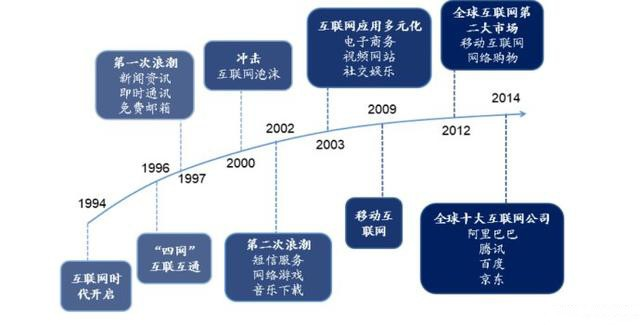 第一次浪潮
新闻资讯
即时通讯
免费邮箱
冲击
互联网泡沫
互联网应用多元化
电子商务
视频网站
社交娱乐
全球互联网第
二大市场
移动互联网
网络购物
1994
1996
1997
2000
2002
2003
2009
2012
2014
互联网时
代开启
“四网”
互联互通
第二次浪潮
短信服务
网络游戏
音乐下载
移动互
联网
全球十大互联网公司
阿里巴巴
腾讯
百度
京东